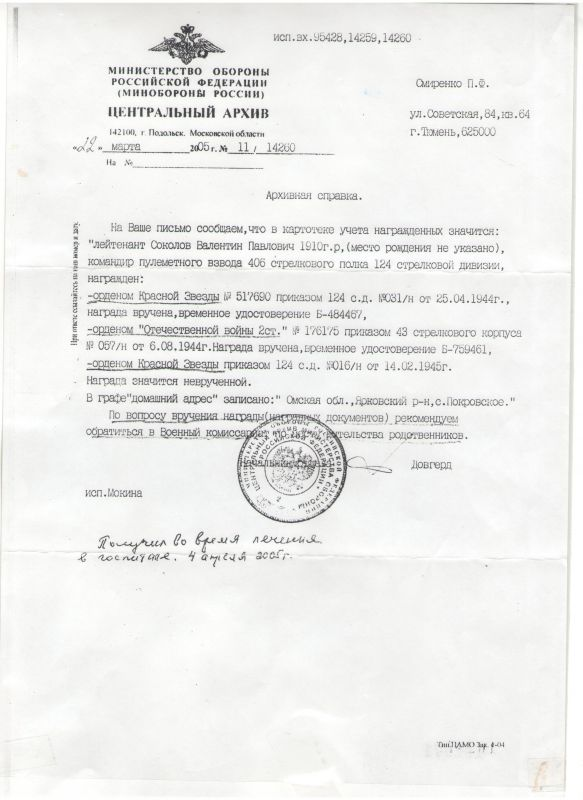 исп.вх.95428,14259,14260
МИНИСТЕРСТВО ОБОРОНЫ
РОССИЙСКОЙ ФЕДЕРАЦИИ
(МИНОБОРОНЫ РОССИИ)
ЦЕНТРАЛЬНЫЙ АРХИВ
142100, г. Подольск, Московской области
«22» марта 2005 г. № 11/ 14260
На №
Смиренко П.Ф.
ул.Советская,84,кв.64
г.Тюмень,625000
Архивная справка.
При ответе ссылайтесь на наш номер и дату.
На Ваше письмо сообщаем,что в картотеке учета награжденных значится:
"лейтенант Соколов Валентин Павлович 1910г.р,(место рождения не указано),
командир пулеметного взвода 406 стрелкового полка 124 стрелковой дивизии,
награжден:
-орденом Красной Звезды № 517690 приказом 124 с.д. №031/н от 25.04.1944г.,
награда вручена,временное удостоверение Б-484467,
-орденом "Отечественной войны 2ст." № 176175 приказом 43 стрелкового корпуса
№ 057/н от 6.08.1944г.Награда вручена,временное удостоверение Б-759461,
-орденом Красной Звезды приказом 124 с.д. №016/н от 14.02.1945г.
Награда значится неврученной.
В графе"домашний адрес" записано:" Омская обл.,Ярковский р-н,с.Покровское."
По вопросу вручения награды(наградных документов) рекомендуем
обратиться в Военный комиссариат родственников.
Довгерд
исп.Мокина
Получил во время лечения
в госпитале. 4 апреля 2005г.
Тип.ЦАМО Зак. 4-04